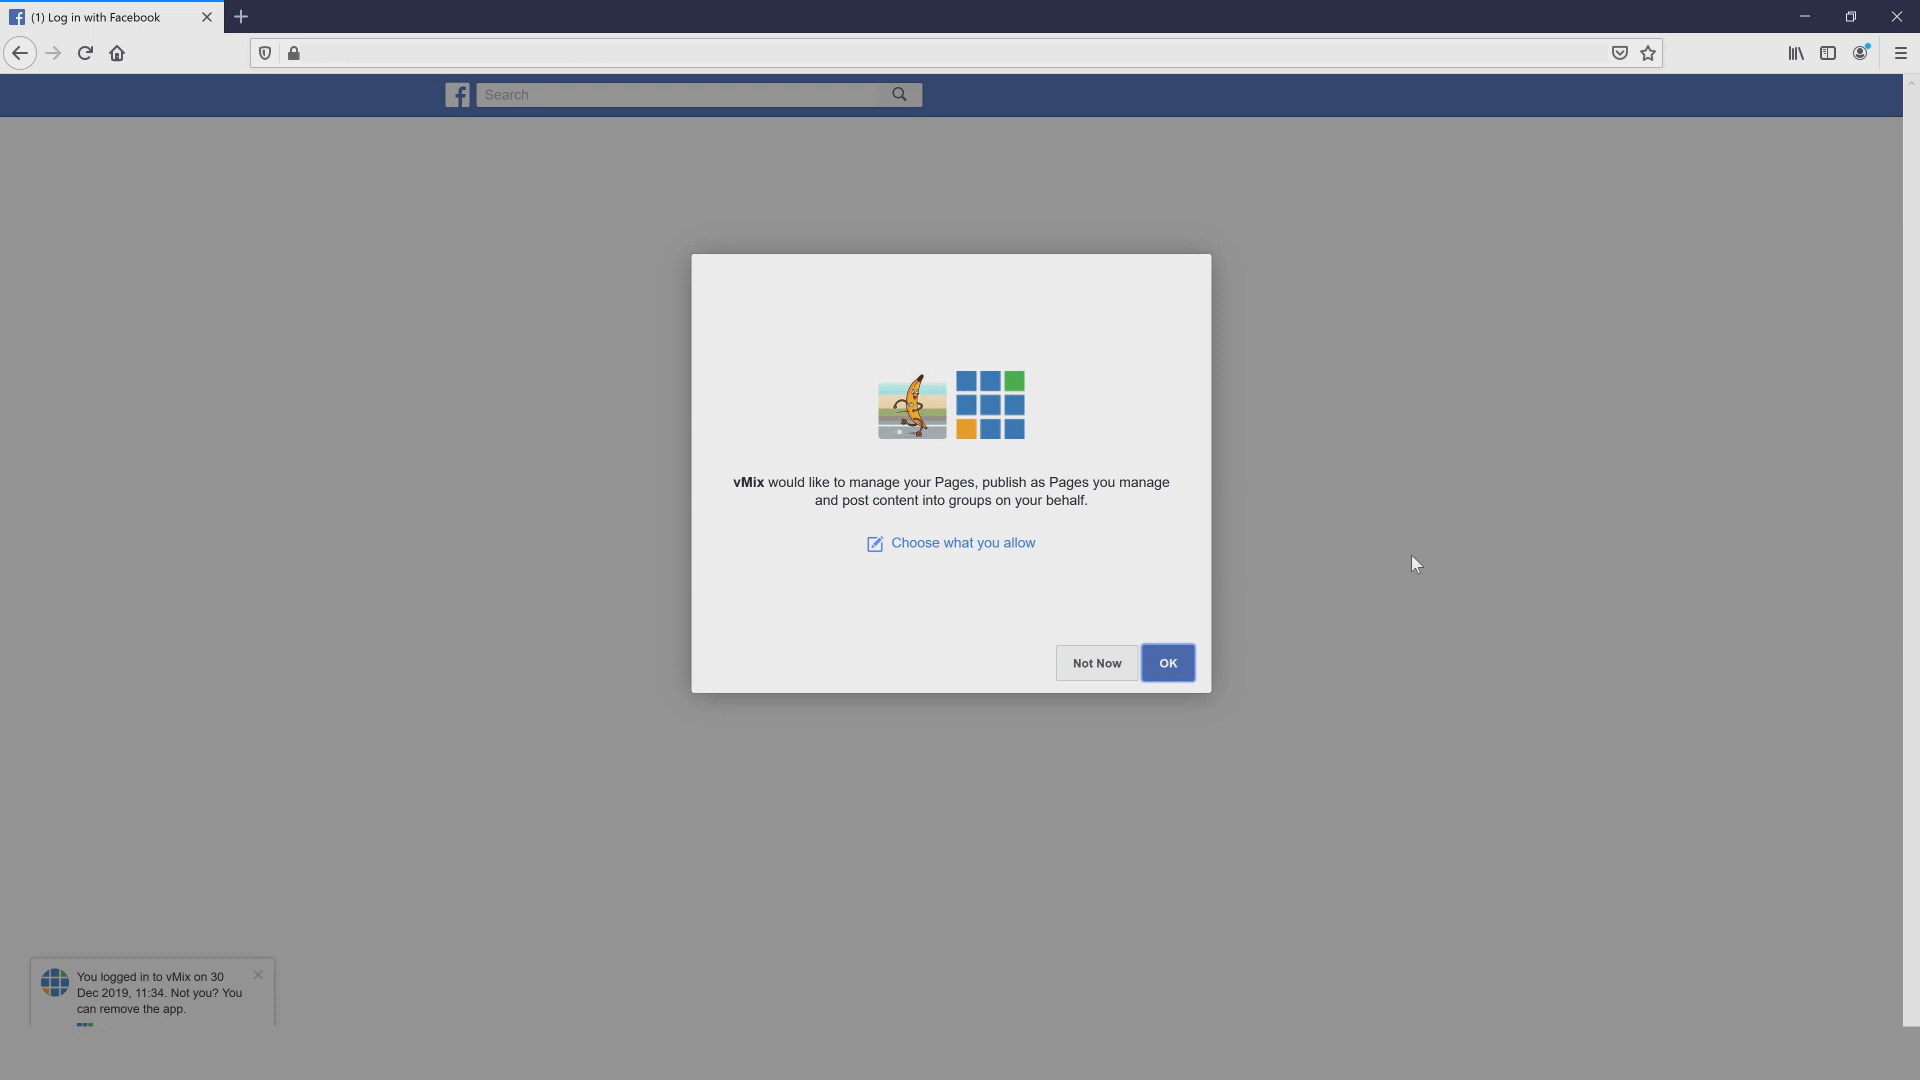 (1) Log in with Facebook
Search
vMix would like to manage your Pages, publish as Pages you manage
and post content into groups on your behalf.
Choose what you allow
Not Now
OK
You logged in to vMix on 30
Dec 2019, 11:34. Not you? You
can remove the app.